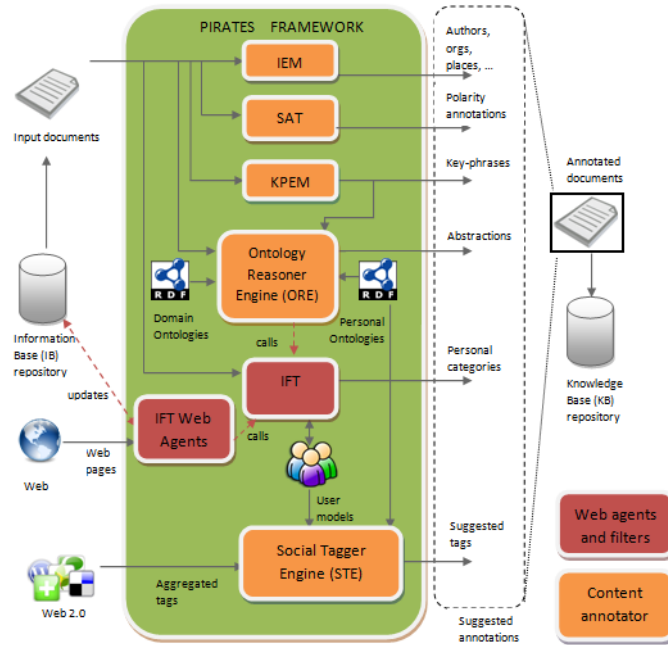 PIRATES FRAMEWORK
IEM
Authors,
orgs,
places, ...
SAT
Polarity
annotations
Input documents
KPEM
Key-phrases
Annotated
documents
Ontology
Reasoner
Engine (ORE)
Abstractions
RDF
RDF
Domain
Ontologies
Personal
Ontologies
calls
Information
Base (IB)
repository
Personal
categories
IFT
Knowledge
Base (KB)
repository
updates
IFT Web
Agents
calls
Web
pages
Web
User
models
Web agents
and filters
Suggested
tags
Social Tagger
Engine (STE)
Aggregated
tags
Web 2.0
Content
annotator
Suggested
annotations